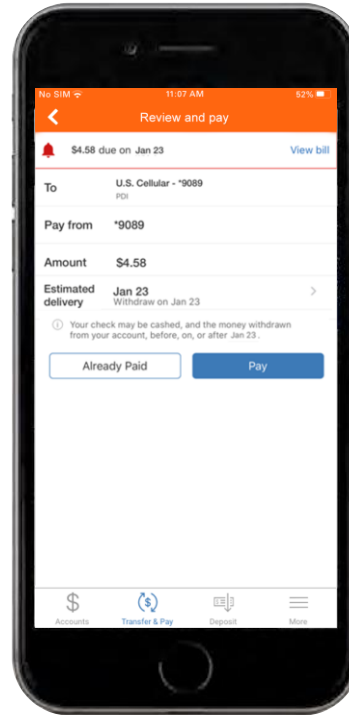 No SIM 11:07 AM 52%
Review and pay
$4.58 due on Jan 23 View bill
To U.S. Cellular - *9089
PDI
Pay from *9089
Amount $4.58
Estimated delivery Jan 23
Withdraw on Jan 23
Your check may be cashed, and the money withdrawn
from your account, before, on, or after Jan 23.
Already Paid Pay
Accounts Transfer & Pay Deposit More